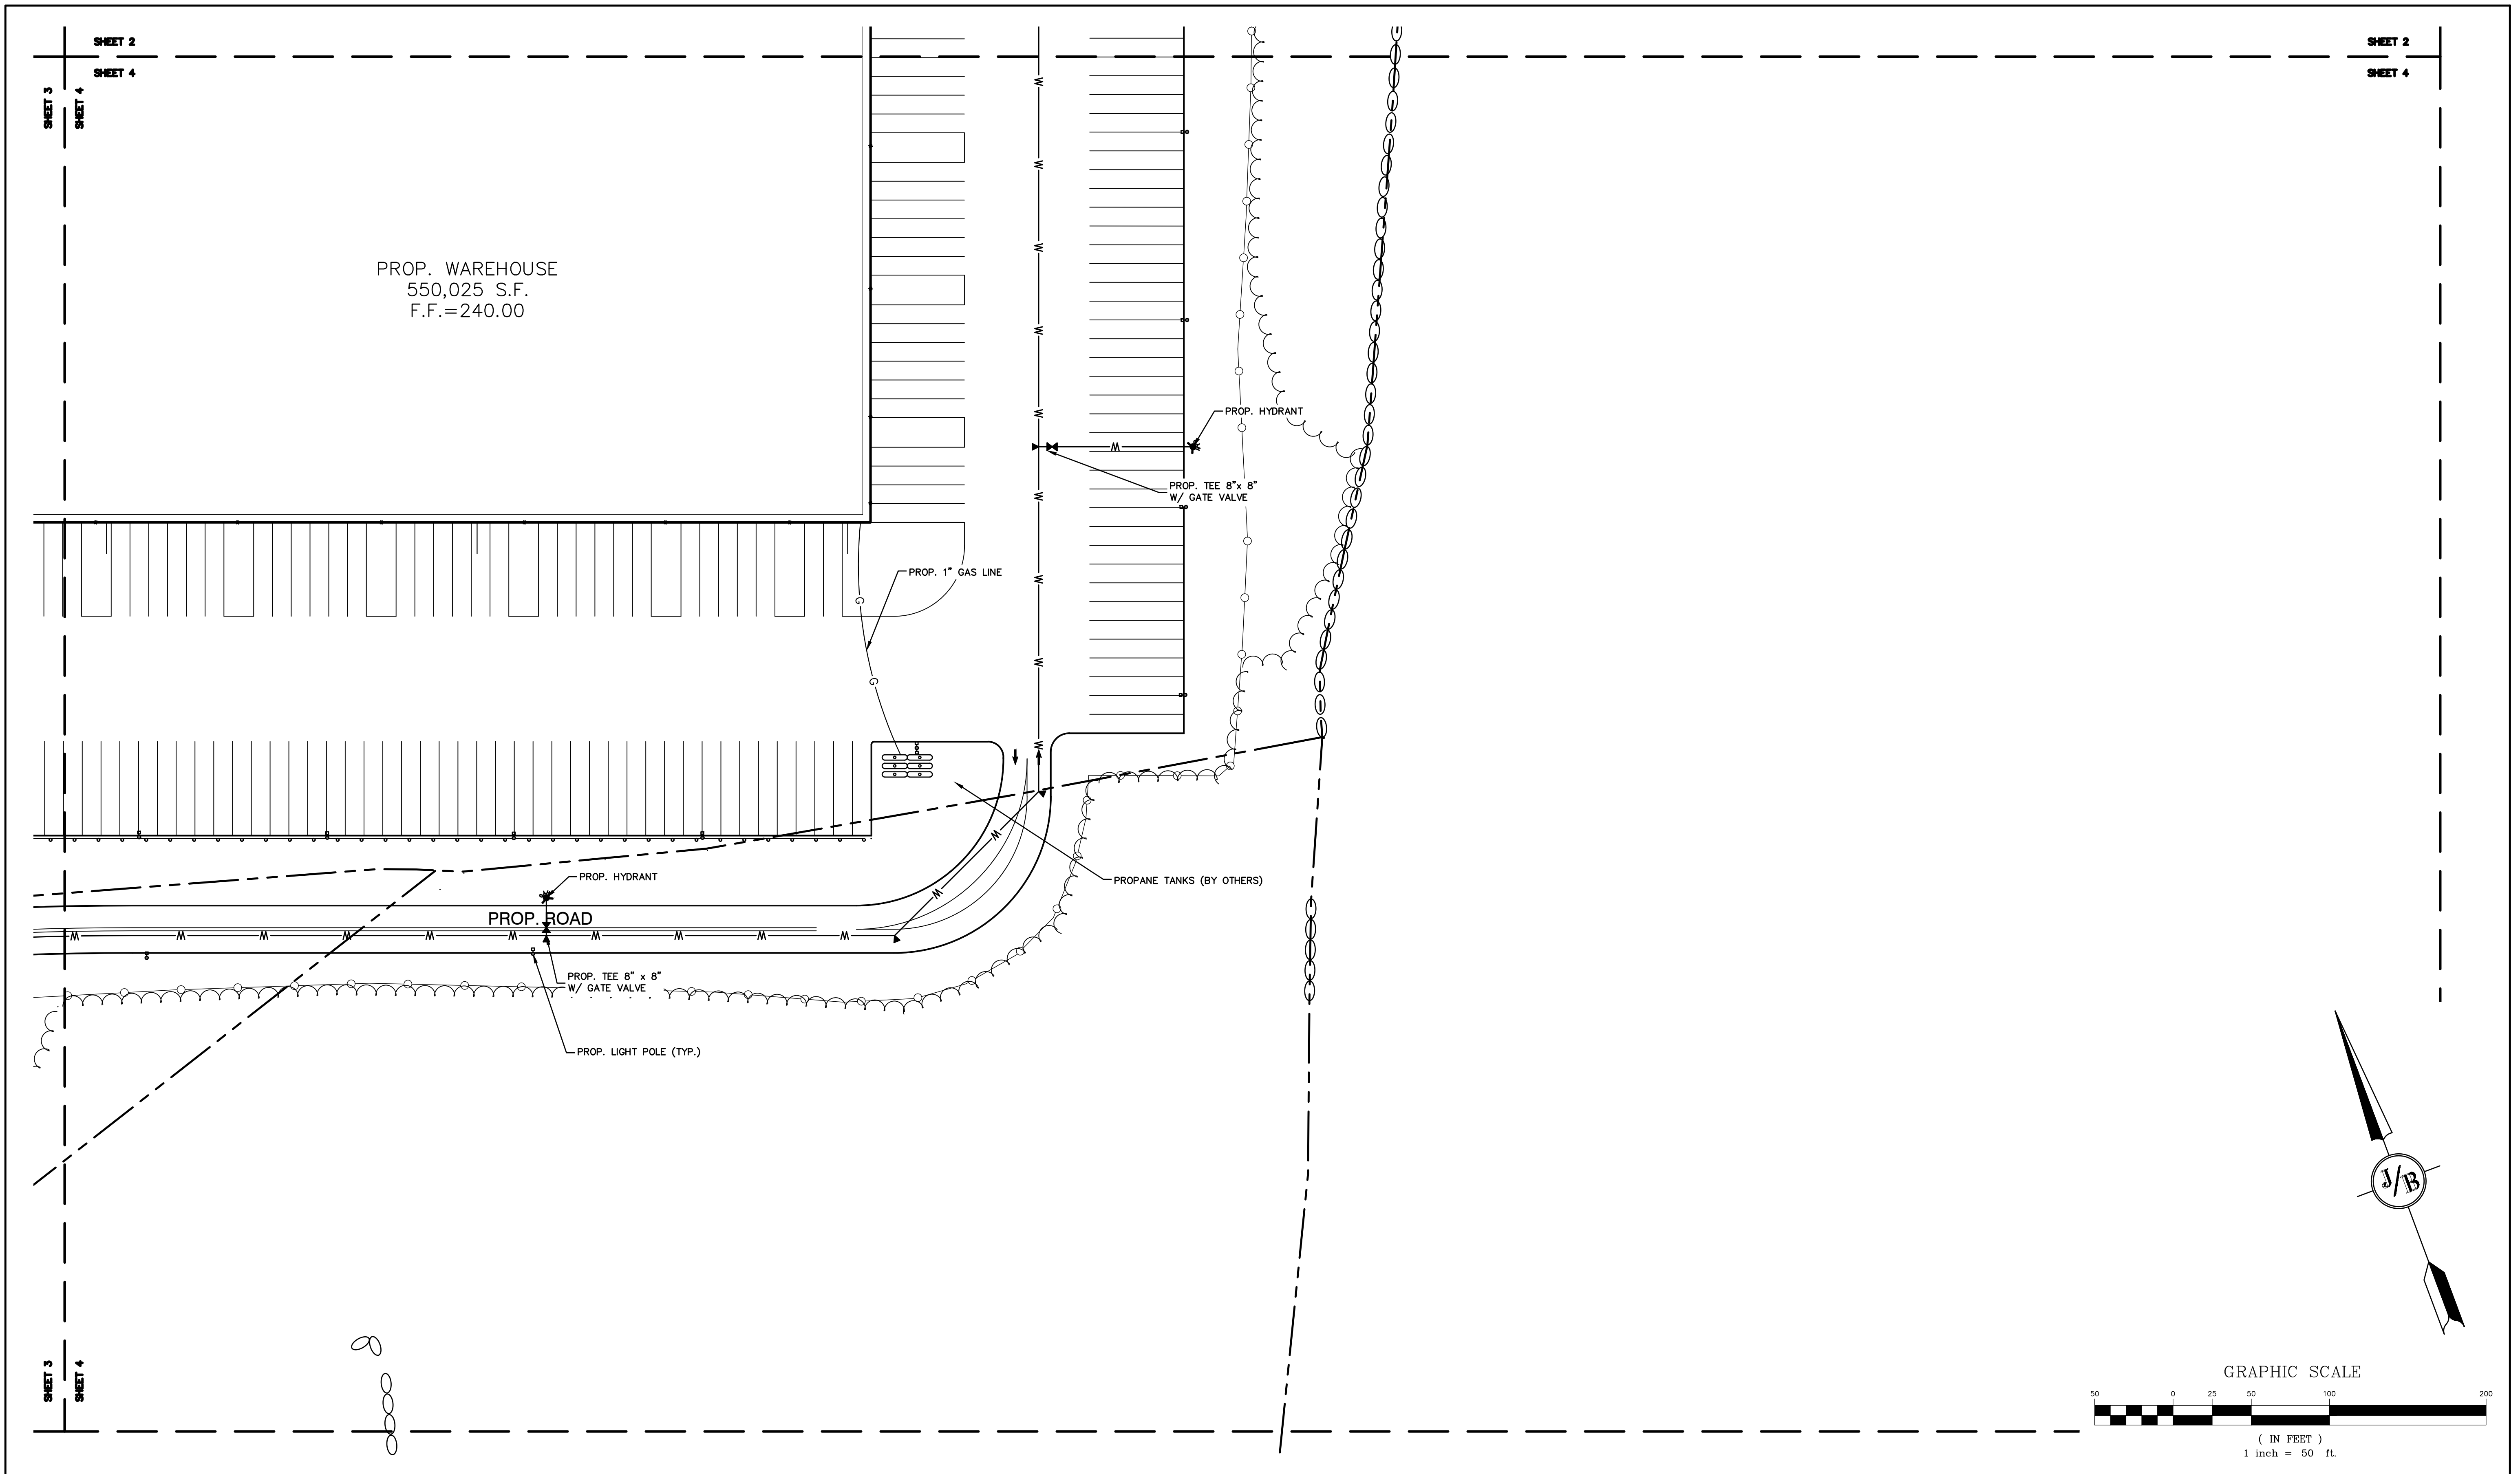 SHEET 2
SHEET 2
SHEET 4
SHEET 4
SHEET 3
SHEET 4
PROP. WAREHOUSE
550,025 S.F.
F.F.=240.00
W
W
W
W
W
W
W
W
W
PROP. HYDRANT
W
PROP. TEE 8"x 8"
W/ GATE VALVE
PROP. 1" GAS LINE
G
G
W
W
PROP. HYDRANT
PROPANE TANKS (BY OTHERS)
PROP. ROAD
W
W
W
W
W
W
W
W
W
W
PROP. TEE 8" x 8"
W/ GATE VALVE
PROP. LIGHT POLE (TYP.)
J/B
SHEET 3
SHEET 4
GRAPHIC SCALE
50 0 25 50 100 200
( IN FEET )
1 inch = 50 ft.